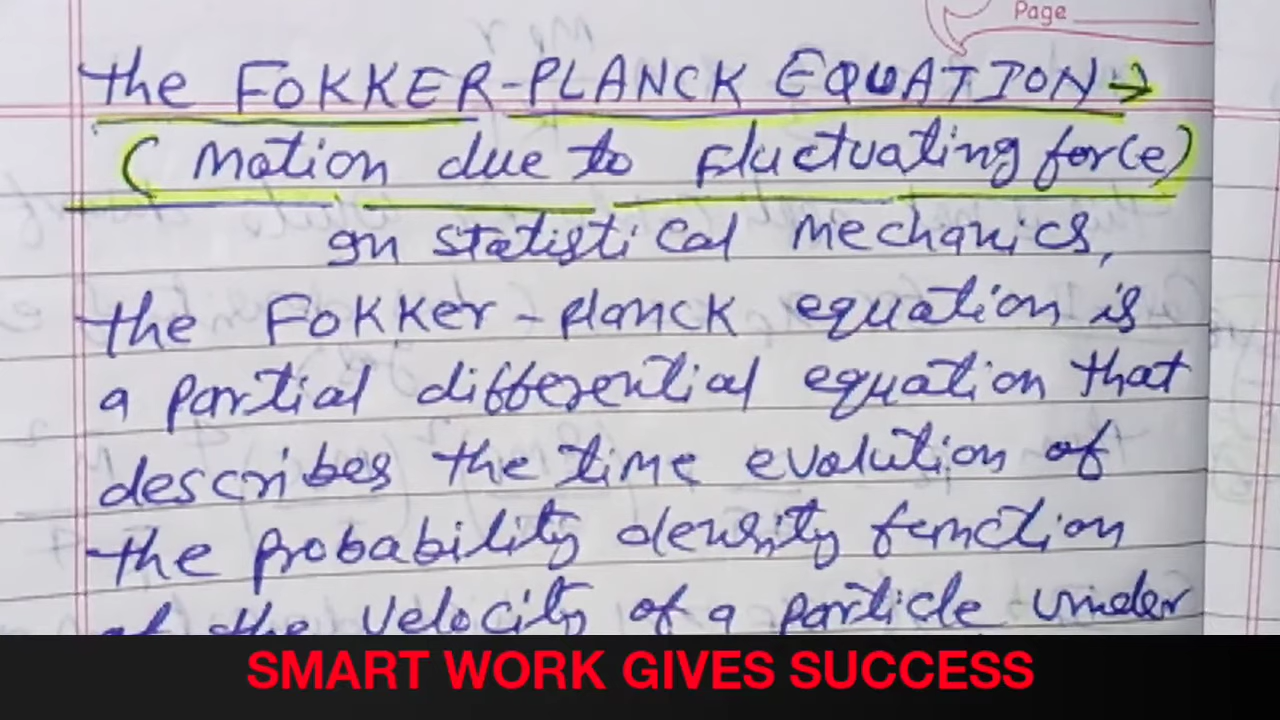 Page
the FOKKER-PLANCK EQUATION →
( Motion due to fluctuating force)
In statistical mechanics,
the Fokker-planck equation is
a partial differential equation that
describes the time evolution of
the probability density function
of the velocity of a particle under
SMART WORK GIVES SUCCESS